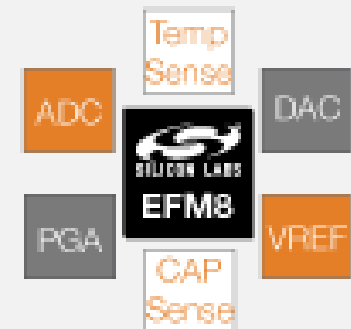 Temp
Sense
ADC
DAC
SILICON LABS
EFM8
PGA
VREF
CAP
Sense